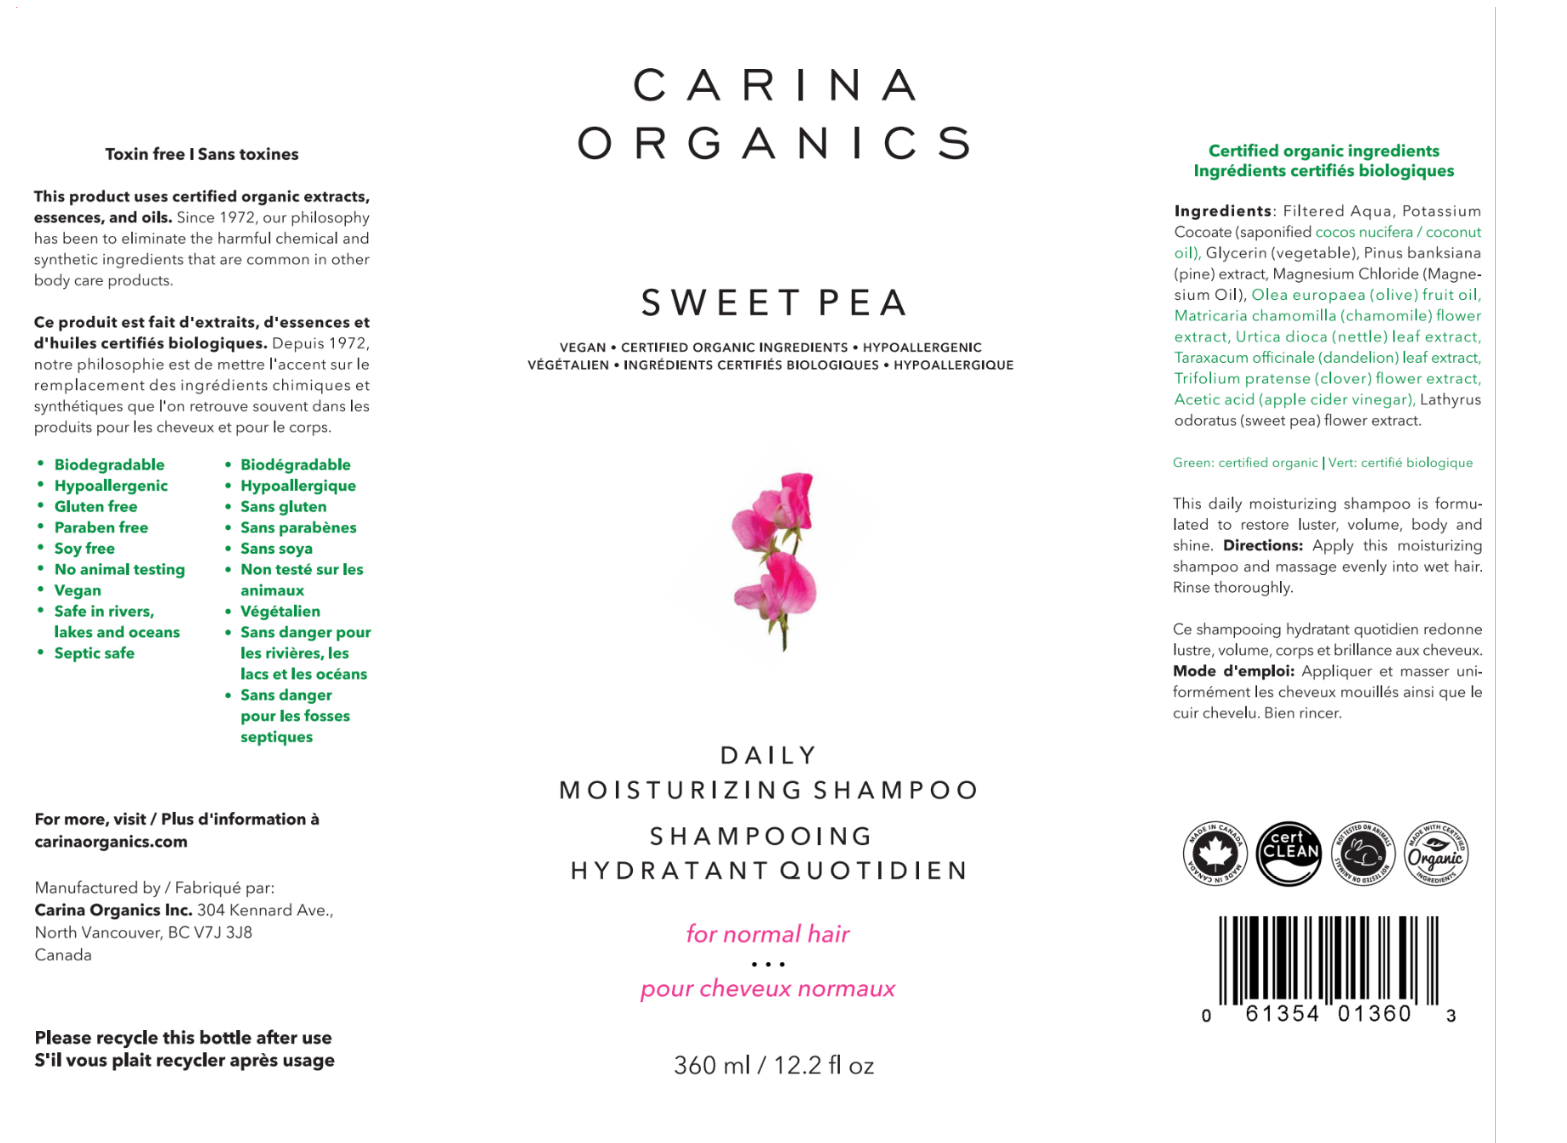 Toxin free I Sans toxines
This product uses certified organic extracts,
essences, and oils. Since 1972, our philosophy
has been to eliminate the harmful chemical and
synthetic ingredients that are common in other
body care products.
Ce produit est fait d'extraits, d'essences et
d'huiles certifiés biologiques. Depuis 1972,
notre philosophie est de mettre l'accent sur le
remplacement des ingrédients chimiques et
synthétiques que l'on retrouve souvent dans les
produits pour les cheveux et pour le corps.
• Biodegradable
• Hypoallergenic
• Gluten free
• Paraben free
• Soy free
• No animal testing
• Vegan
• Safe in rivers,
lakes and oceans
• Septic safe
• Biodégradable
• Hypoallergique
• Sans gluten
• Sans parabènes
• Sans soya
• Non testé sur les
animaux
• Végétalien
• Sans danger pour
les rivières, les
lacs et les océans
• Sans danger
pour les fosses
septiques
For more, visit / Plus d'information à
carinaorganics.com
Manufactured by / Fabriqué par:
Carina Organics Inc. 304 Kennard Ave.,
North Vancouver, BC V7J 3J8
Canada
Please recycle this bottle after use
S'il vous plait recycler après usage
CARINA
ORGANICS
SWEET PEA
VEGAN • CERTIFIED ORGANIC INGREDIENTS • HYPOALLERGENIC
VÉGÉTALIEN • INGRÉDIENTS CERTIFIÉS BIOLOGIQUES • HYPOALLERGIQUE
DAILY
MOISTURIZING SHAMPOO
SHAMPOOING
HYDRATANT QUOTIDIEN
for normal hair
•••
pour cheveux normaux
360 ml / 12.2 fl oz
Certified organic ingredients
Ingrédients certifiés biologiques
Ingredients: Filtered Aqua, Potassium
Cocoate (saponified cocos nucifera / coconut
oil), Glycerin (vegetable), Pinus banksiana
(pine) extract, Magnesium Chloride (Magne-
sium Oil), Olea europaea (olive) fruit oil,
Matricaria chamomilla (chamomile) flower
extract, Urtica dioca (nettle) leaf extract,
Taraxacum officinale (dandelion) leaf extract,
Trifolium pratense (clover) flower extract,
Acetic acid (apple cider vinegar), Lathyrus
odoratus (sweet pea) flower extract.
Green: certified organic | Vert: certifié biologique
This daily moisturizing shampoo is formu-
lated to restore luster, volume, body and
shine. Directions: Apply this moisturizing
shampoo and massage evenly into wet hair.
Rinse thoroughly.
Ce shampooing hydratant quotidien redonne
lustre, volume, corps et brillance aux cheveux.
Mode d'emploi: Appliquer et masser uni-
formément les cheveux mouillés ainsi que le
cuir chevelu. Bien rincer.
MADE IN CANADA
MADE IN CANADA
cert
CLEAN
NOT TESTED ON ANIMALS
NOT TESTED ON ANIMALS
MADE WITH CERTIFIED
Organic
INGREDIENTS
0 61354 01360 3